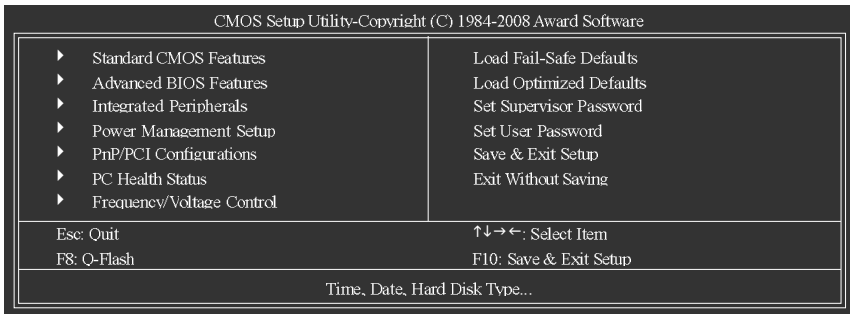 CMOS Setup Utility-Copyright (C) 1984-2008 Award Software
Standard CMOS Features
Advanced BIOS Features
Integrated Peripherals
Power Management Setup
PnP/PCI Configurations
PC Health Status
Frequency/Voltage Control
Load Fail-Safe Defaults
Load Optimized Defaults
Set Supervisor Password
Set User Password
Save & Exit Setup
Exit Without Saving
Esc: Quit
F8: Q-Flash
↑↓→←: Select Item
F10: Save & Exit Setup
Time, Date, Hard Disk Type...